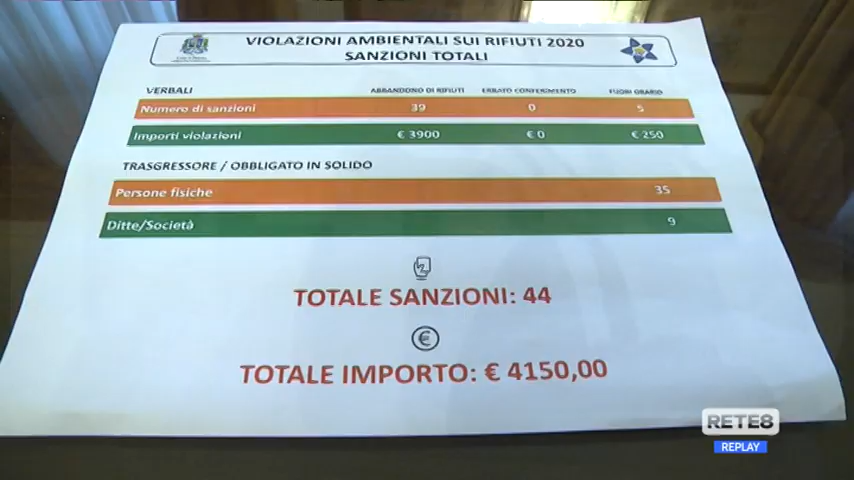 VIOLAZIONI AMBIENTALI SUI RIFIUTI 2020
SANZIONI TOTALI
VERBALI ABBANDONO DI RIFIUTI ERRATO CONFERIMENTO FUORI ORARIO
Numero di sanzioni 39 0 5
Importi violazioni € 3900 € 0 € 250
TRASGRESSORE / OBBLIGATO IN SOLIDO
Persone fisiche 35
Ditte/Società 9
TOTALE SANZIONI: 44
€
TOTALE IMPORTO: € 4150,00
RETE8
REPLAY